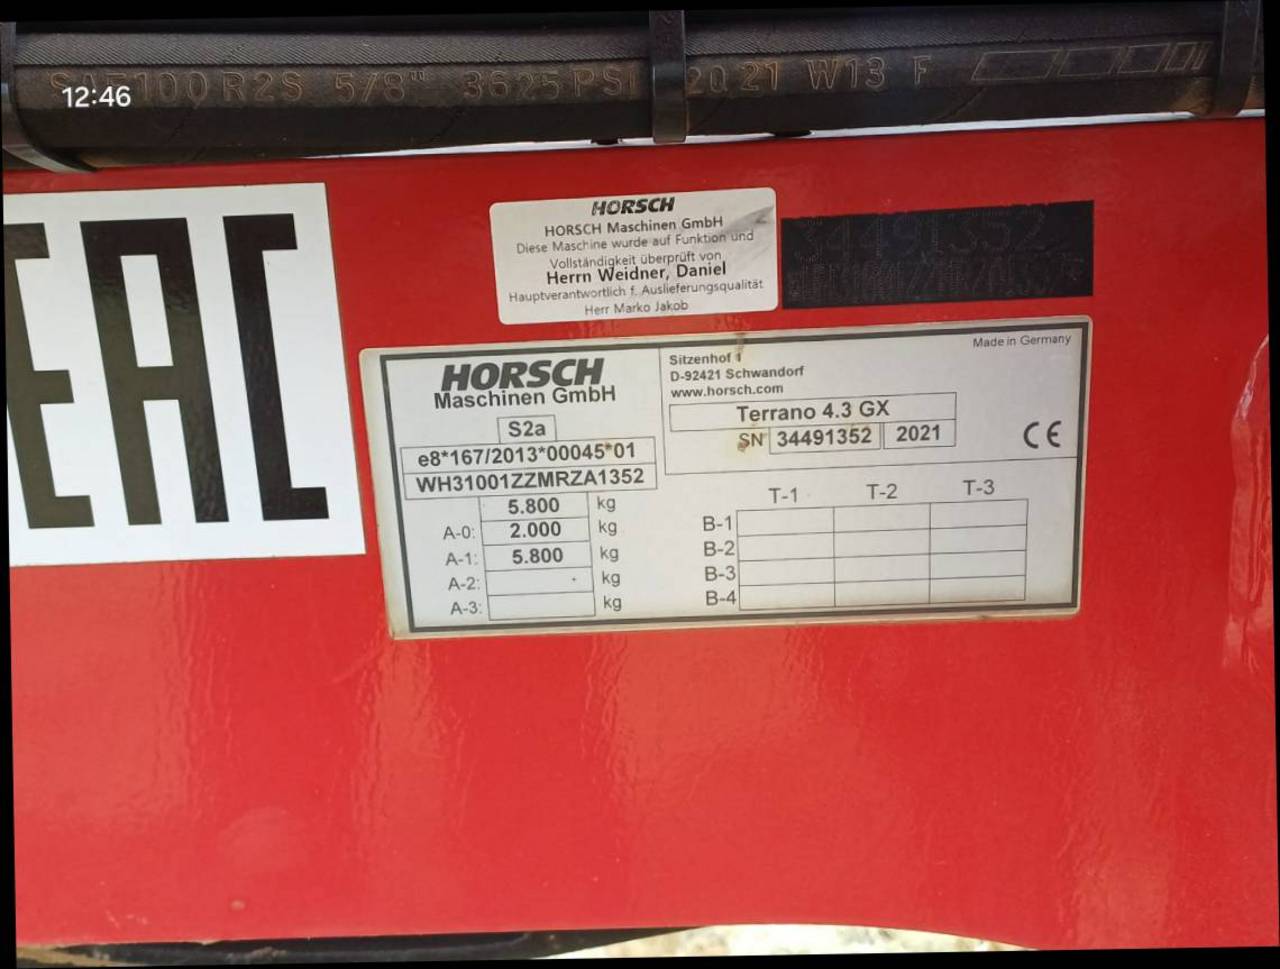 SAE100 R2S 5/8" 3625 PSI 2021 W13 F
12:46
EAC
HORSCH
HORSCH Maschinen GmbH
Diese Maschine wurde auf Funktion und
Vollständigkeit überprüft von
Herrn Weidner, Daniel
Hauptverantwortlich f. Auslieferungsqualität
Herr Marko Jakob
34491352
HORSCH
Maschinen GmbH
S2a
e8*167/2013*00045*01
WH31001ZZMRZA1352
5.800 kg
A-0: 2.000 kg
A-1: 5.800 kg
A-2: kg
A-3: kg
Made in Germany
Sitzenhof 1
D-92421 Schwandorf
www.horsch.com
Terrano 4.3 GX
SN 34491352 2021
CE
T-1 T-2 T-3
B-1
B-2
B-3
B-4